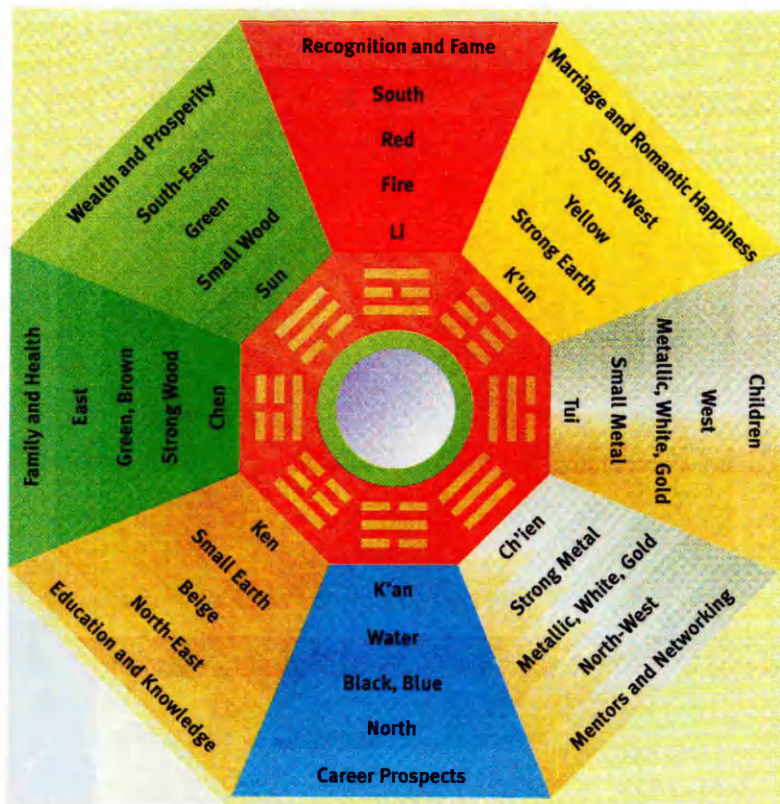 Recognition and Fame
South
Red
Fire
Li
Marriage and Romantic Happiness
South-West
Yellow
Strong Earth
K'un
Children
West
Metallic, White, Gold
Small Metal
Tui
Mentors and Networking
North-West
Metallic, White, Gold
Strong Metal
Ch'ien
K'an
Water
Black, Blue
North
Career Prospects
Ken
Small Earth
Beige
North-East
Education and Knowledge
Family and Health
East
Green, Brown
Strong Wood
Chen
Wealth and Prosperity
South-East
Green
Small Wood
Sun